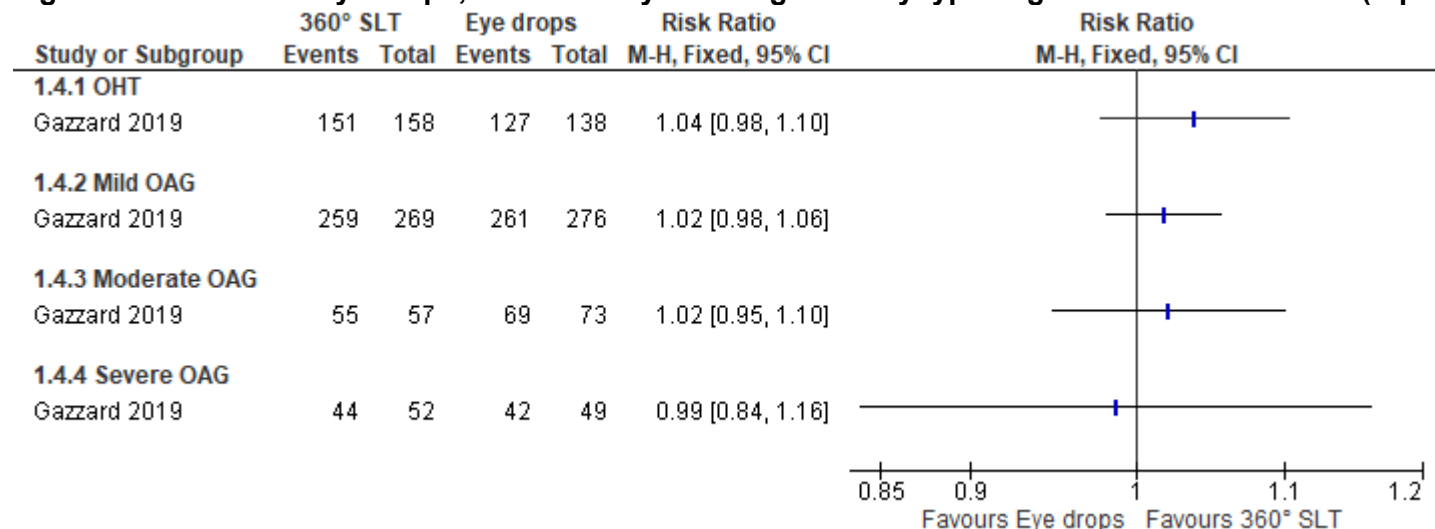 360° SLT Eye drops Risk Ratio Risk Ratio
Study or Subgroup Events Total Events Total M-H, Fixed, 95% CI M-H, Fixed, 95% CI
1.4.1 OHT
Gazzard 2019 151 158 127 138 1.04 [0.98, 1.10]
1.4.2 Mild OAG
Gazzard 2019 259 269 261 276 1.02 [0.98, 1.06]
1.4.3 Moderate OAG
Gazzard 2019 55 57 69 73 1.02 [0.95, 1.10]
1.4.4 Severe OAG
Gazzard 2019 44 52 42 49 0.99 [0.84, 1.16]
0.85 0.9 1 1.1 1.2
Favours Eye drops Favours 360° SLT